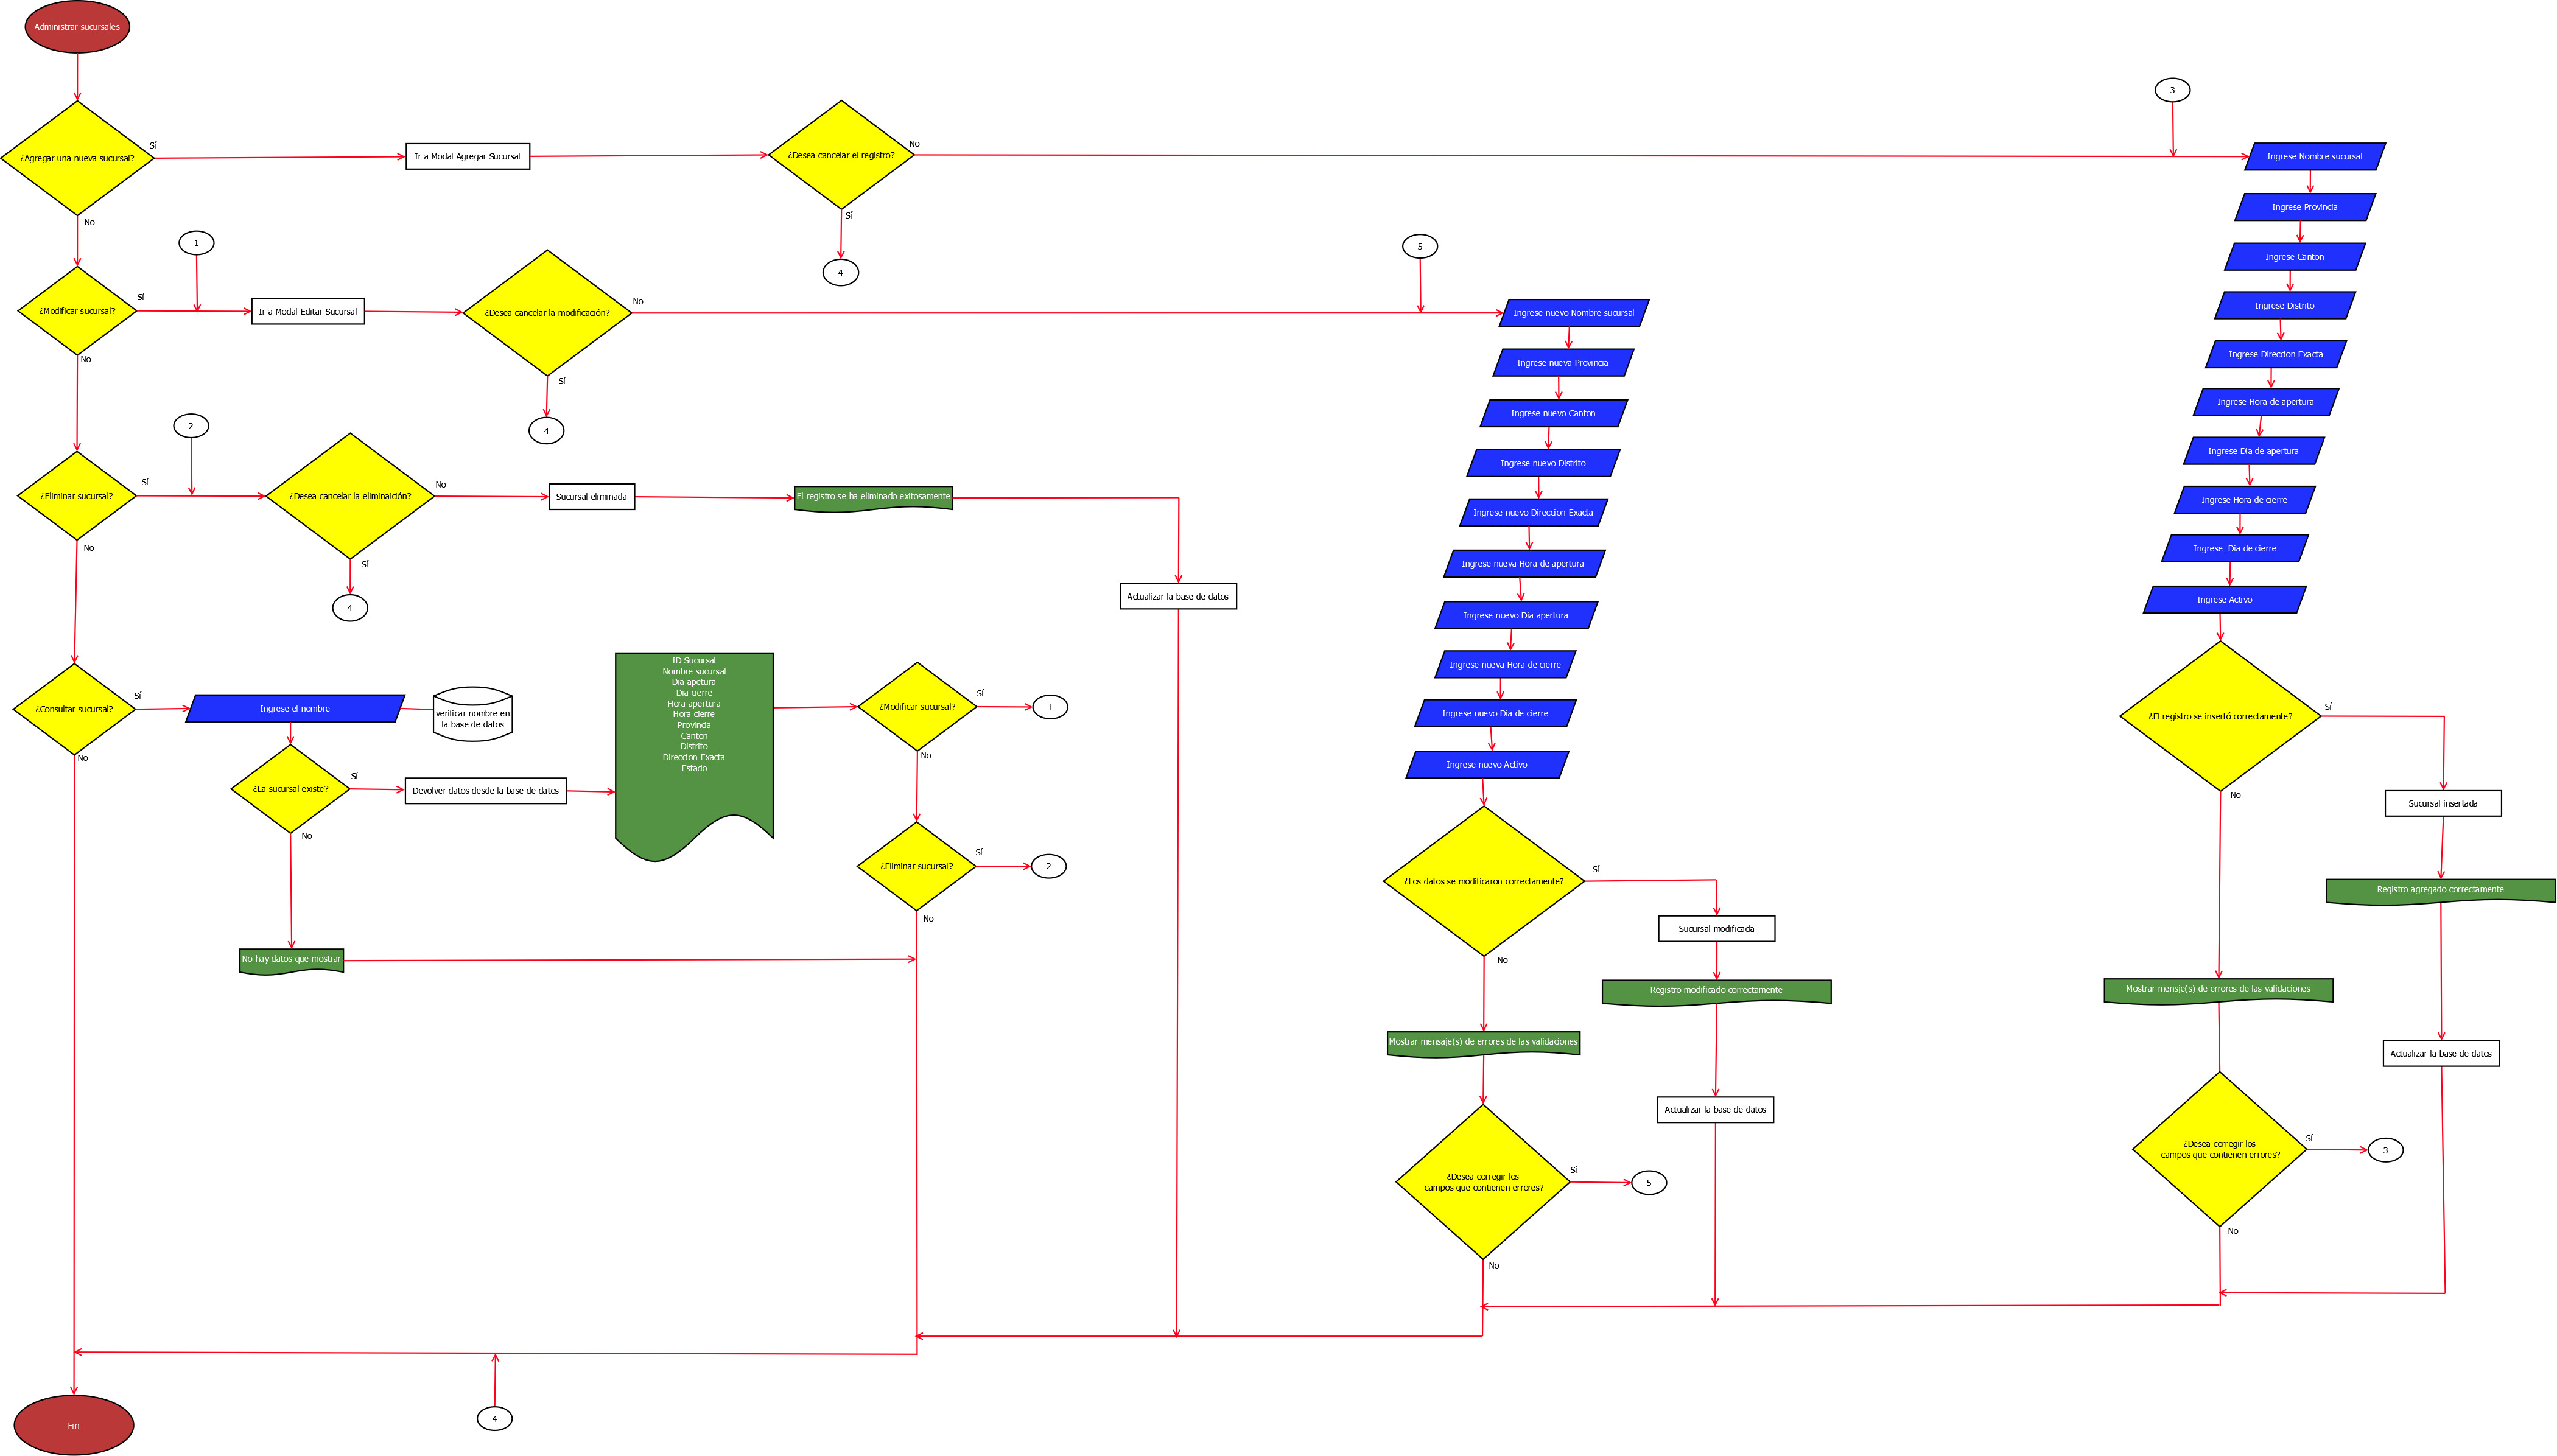 Administrar sucursales
3
¿Agregar una nueva sucursal?
Sí
No
Ir a Modal Agregar Sucursal
¿Desea cancelar el registro?
No
Sí
4
Ingrese Nombre sucursal
Ingrese Provincia
Ingrese Canton
Ingrese Distrito
Ingrese Direccion Exacta
Ingrese Hora de apertura
Ingrese Dia de apertura
Ingrese Hora de cierre
Ingrese  Dia de cierre
Ingrese Activo
¿El registro se insertó correctamente?
Sí
No
Sucursal insertada
Registro agregado correctamente
Actualizar la base de datos
Mostrar mensje(s) de errores de las validaciones
¿Desea corregir los
campos que contienen errores?
Sí
3
No
1
¿Modificar sucursal?
Sí
No
Ir a Modal Editar Sucursal
¿Desea cancelar la modificación?
No
Sí
4
5
Ingrese nuevo Nombre sucursal
Ingrese nueva Provincia
Ingrese nuevo Canton
Ingrese nuevo Distrito
Ingrese nuevo Direccion Exacta
Ingrese nueva Hora de apertura
Ingrese nuevo Dia apertura
Ingrese nueva Hora de cierre
Ingrese nuevo Dia de cierre
Ingrese nuevo Activo
¿Los datos se modificaron correctamente?
Sí
No
Sucursal modificada
Registro modificado correctamente
Actualizar la base de datos
Mostrar mensaje(s) de errores de las validaciones
¿Desea corregir los
campos que contienen errores?
Sí
5
No
2
¿Eliminar sucursal?
Sí
No
¿Desea cancelar la eliminaición?
No
Sí
4
Sucursal eliminada
El registro se ha eliminado exitosamente
Actualizar la base de datos
¿Consultar sucursal?
Sí
No
Ingrese el nombre
verificar nombre en
la base de datos
¿La sucursal existe?
Sí
No
Devolver datos desde la base de datos
ID Sucursal
Nombre sucursal
Dia apetura
Dia cierre
Hora apertura
Hora cierre
Provincia
Canton
Distrito
Direccion Exacta
Estado
¿Modificar sucursal?
Sí
1
No
¿Eliminar sucursal?
Sí
2
No
No hay datos que mostrar
4
Fin